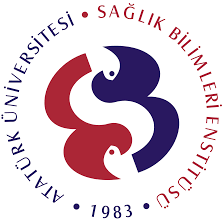 ATATÜRK ÜNİVERSİTESİ • SAĞLIK BİLİMLERİ ENSTİTÜSÜ
• 1983 •